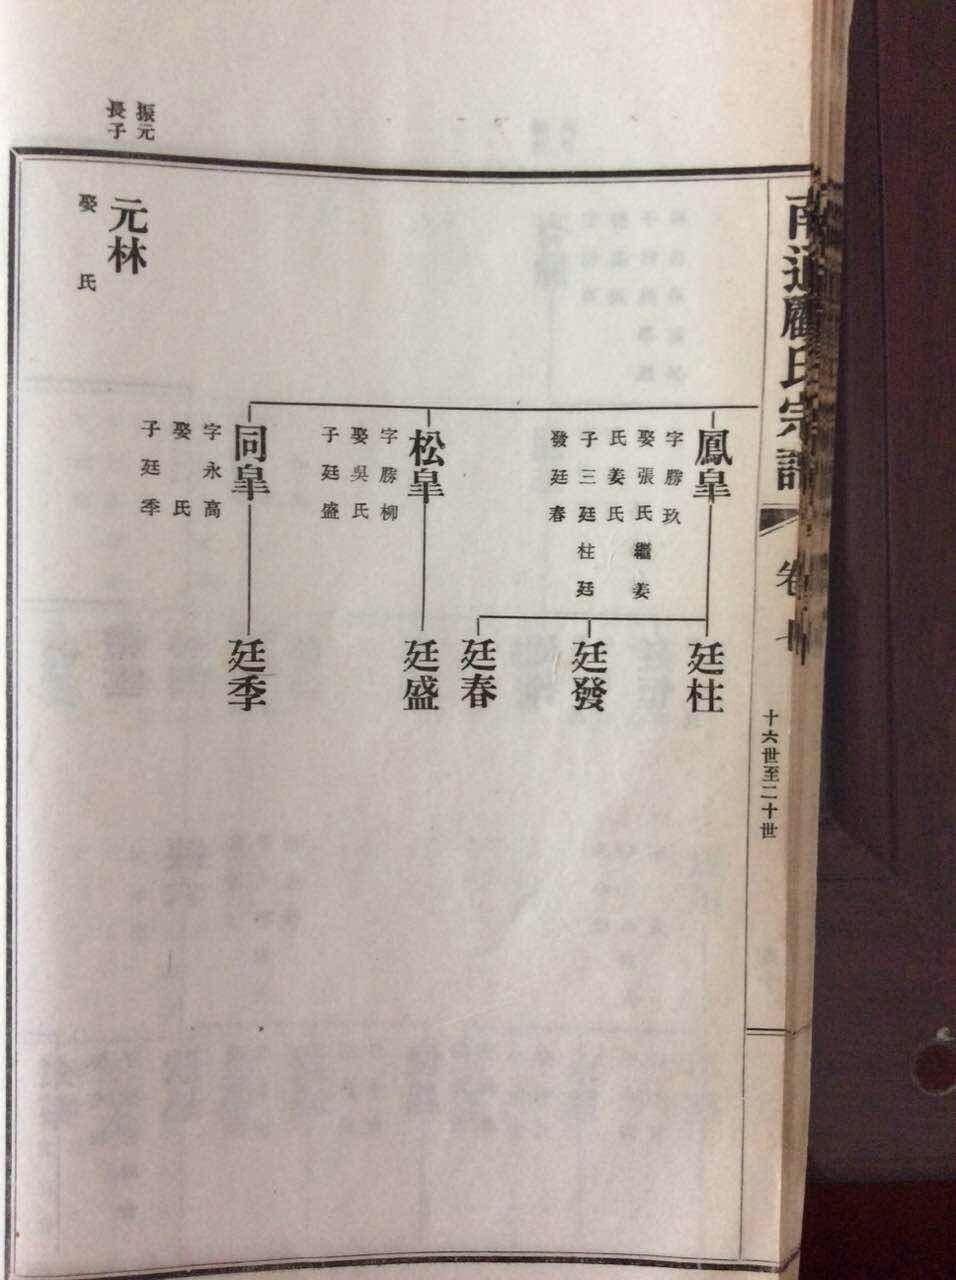 南通顧氏宗譜
卷
十六世至二十世
鳳皐
字勝玖
娶張氏繼姜
氏姜氏
子三廷柱廷
發廷春
松皐
字勝柳
娶吳氏
子廷盛
同皐
字永高
娶氏
子廷季
廷柱
廷發
廷春
廷盛
廷季
振元
長子
元林
娶氏